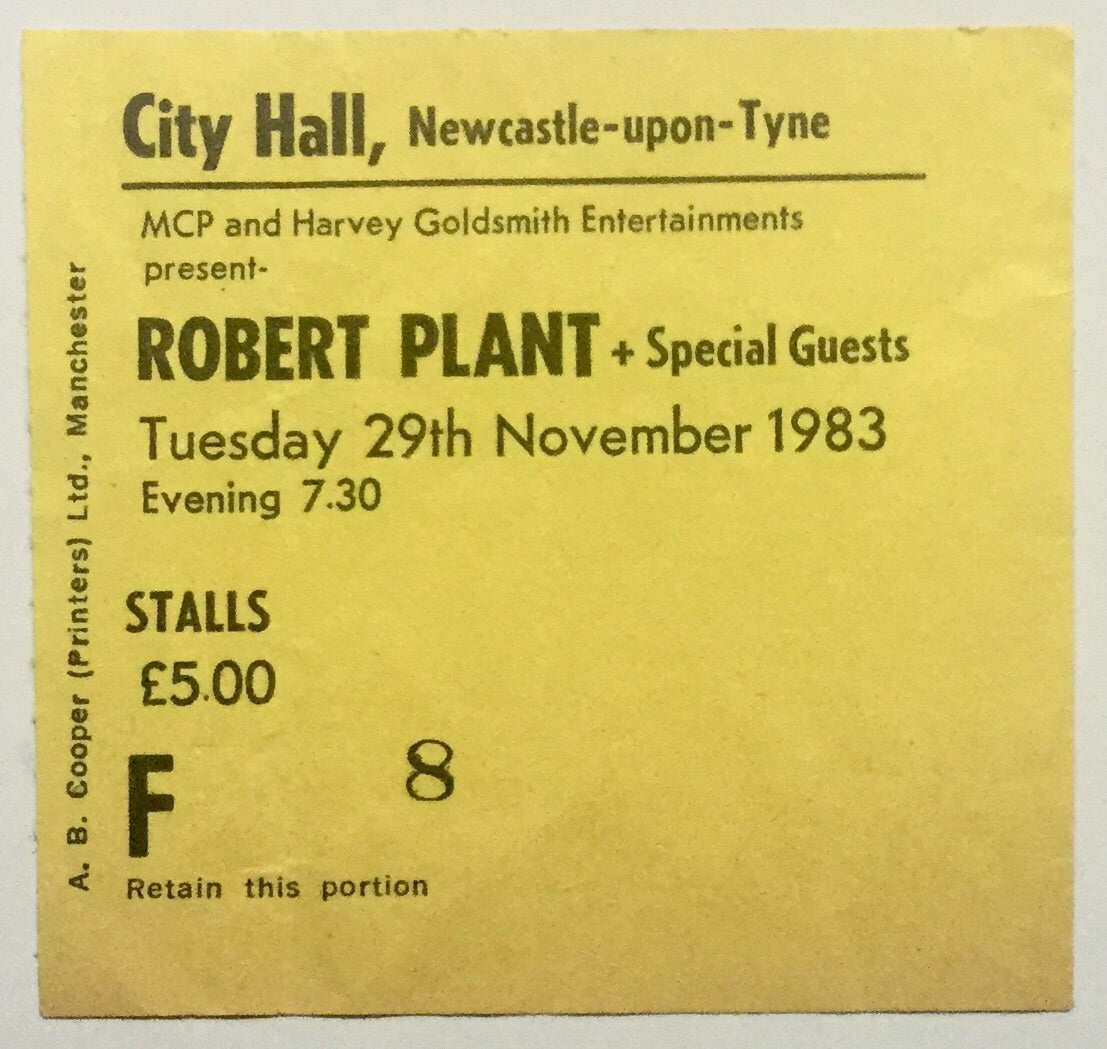 City Hall, Newcastle-upon-Tyne
MCP and Harvey Goldsmith Entertainments
present-
ROBERT PLANT + Special Guests
Tuesday 29th November 1983
Evening 7.30
STALLS
£5.00
F 8
Retain this portion
A. B. Cooper (Printers) Ltd., Manchester